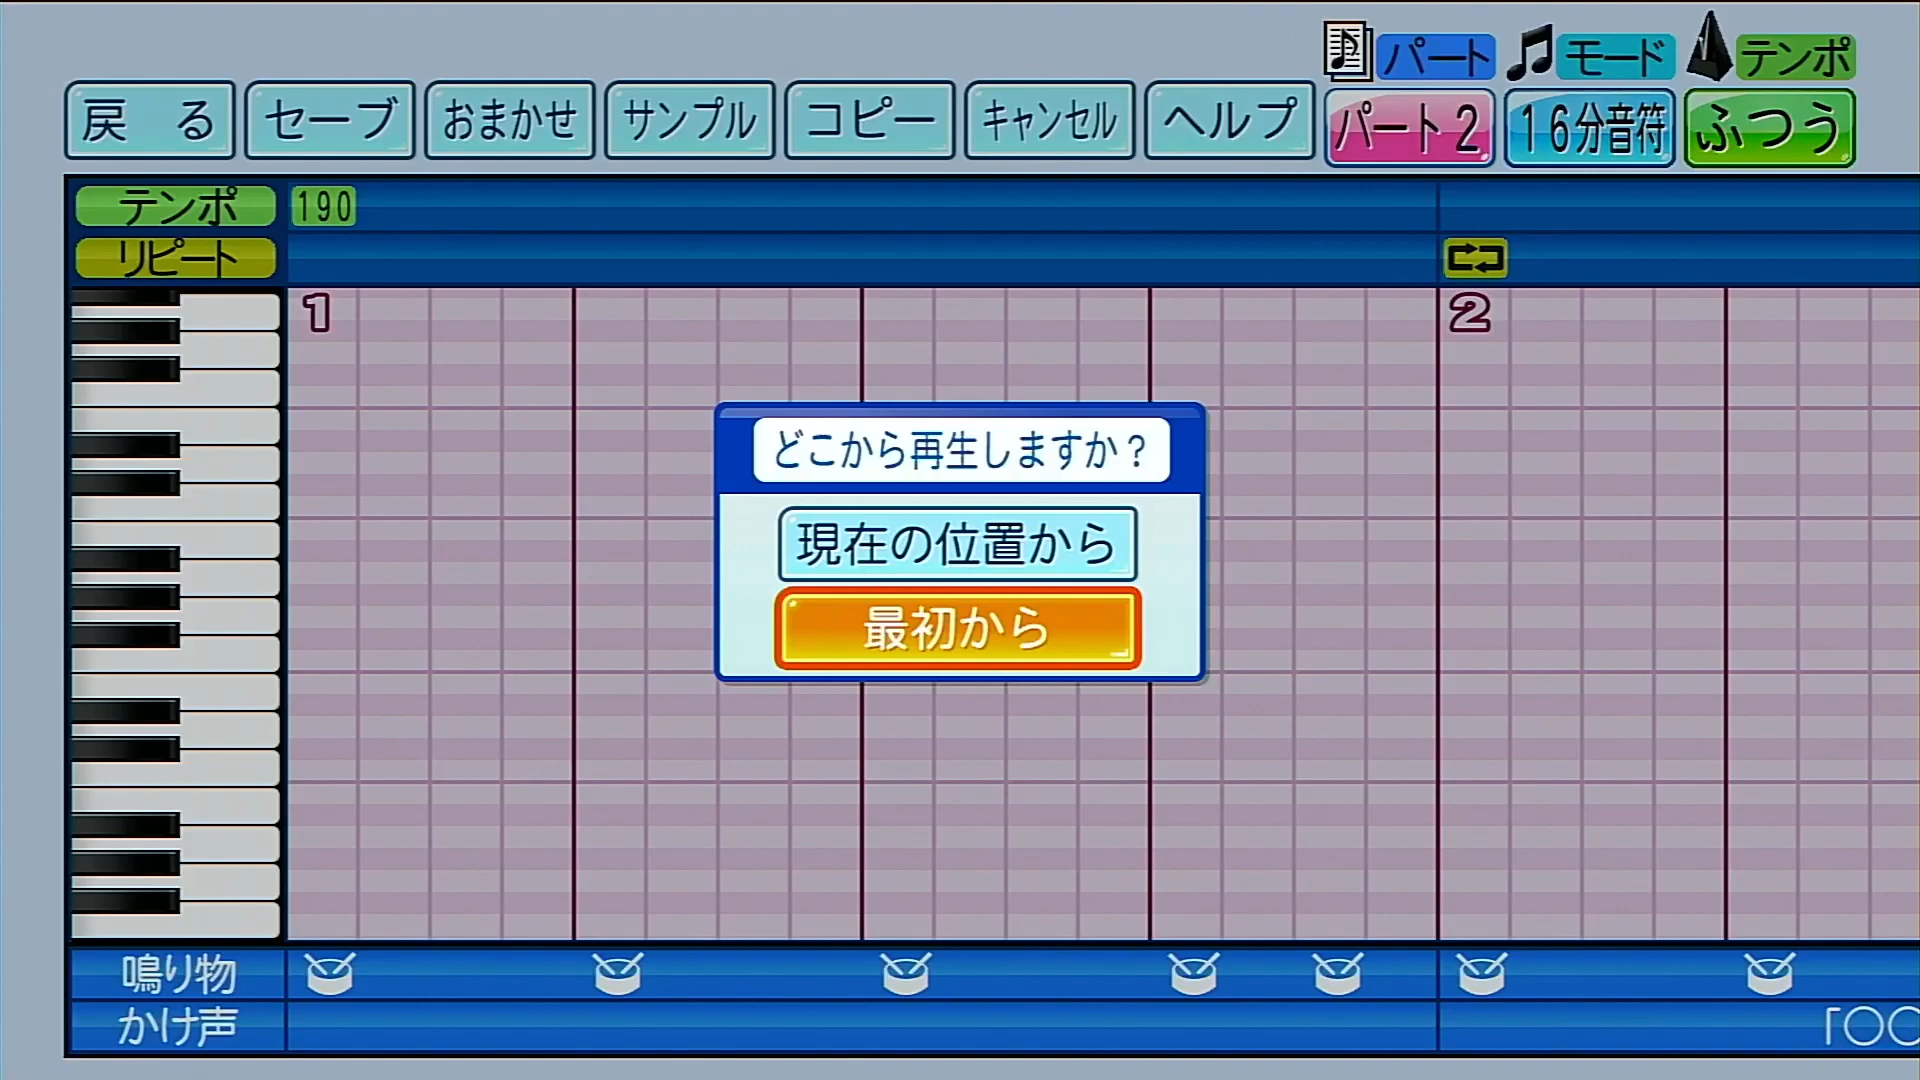 パート
モード
テンポ
戻　る
セーブ
おまかせ
サンプル
コピー
キャンセル
ヘルプ
パート2
16分音符
ふつう
テンポ
190
リピート
1
2
どこから再生しますか？
現在の位置から
最初から
鳴り物
かけ声
「○○